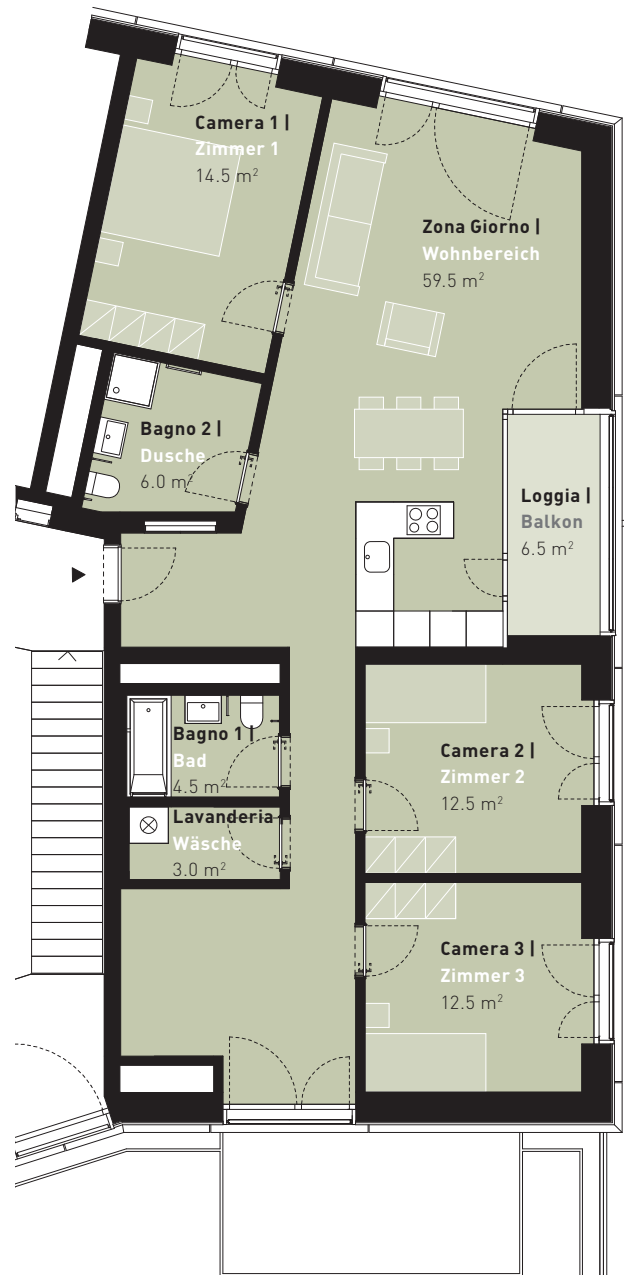 Camera 1 |
Zimmer 1
14.5 m²
Zona Giorno |
Wohnbereich
59.5 m²
Bagno 2 |
Dusche
6.0 m²
Loggia |
Balkon
6.5 m²
Bagno 1 |
Bad
4.5 m²
Camera 2 |
Zimmer 2
12.5 m²
Lavanderia
Wäsche
3.0 m²
Camera 3 |
Zimmer 3
12.5 m²